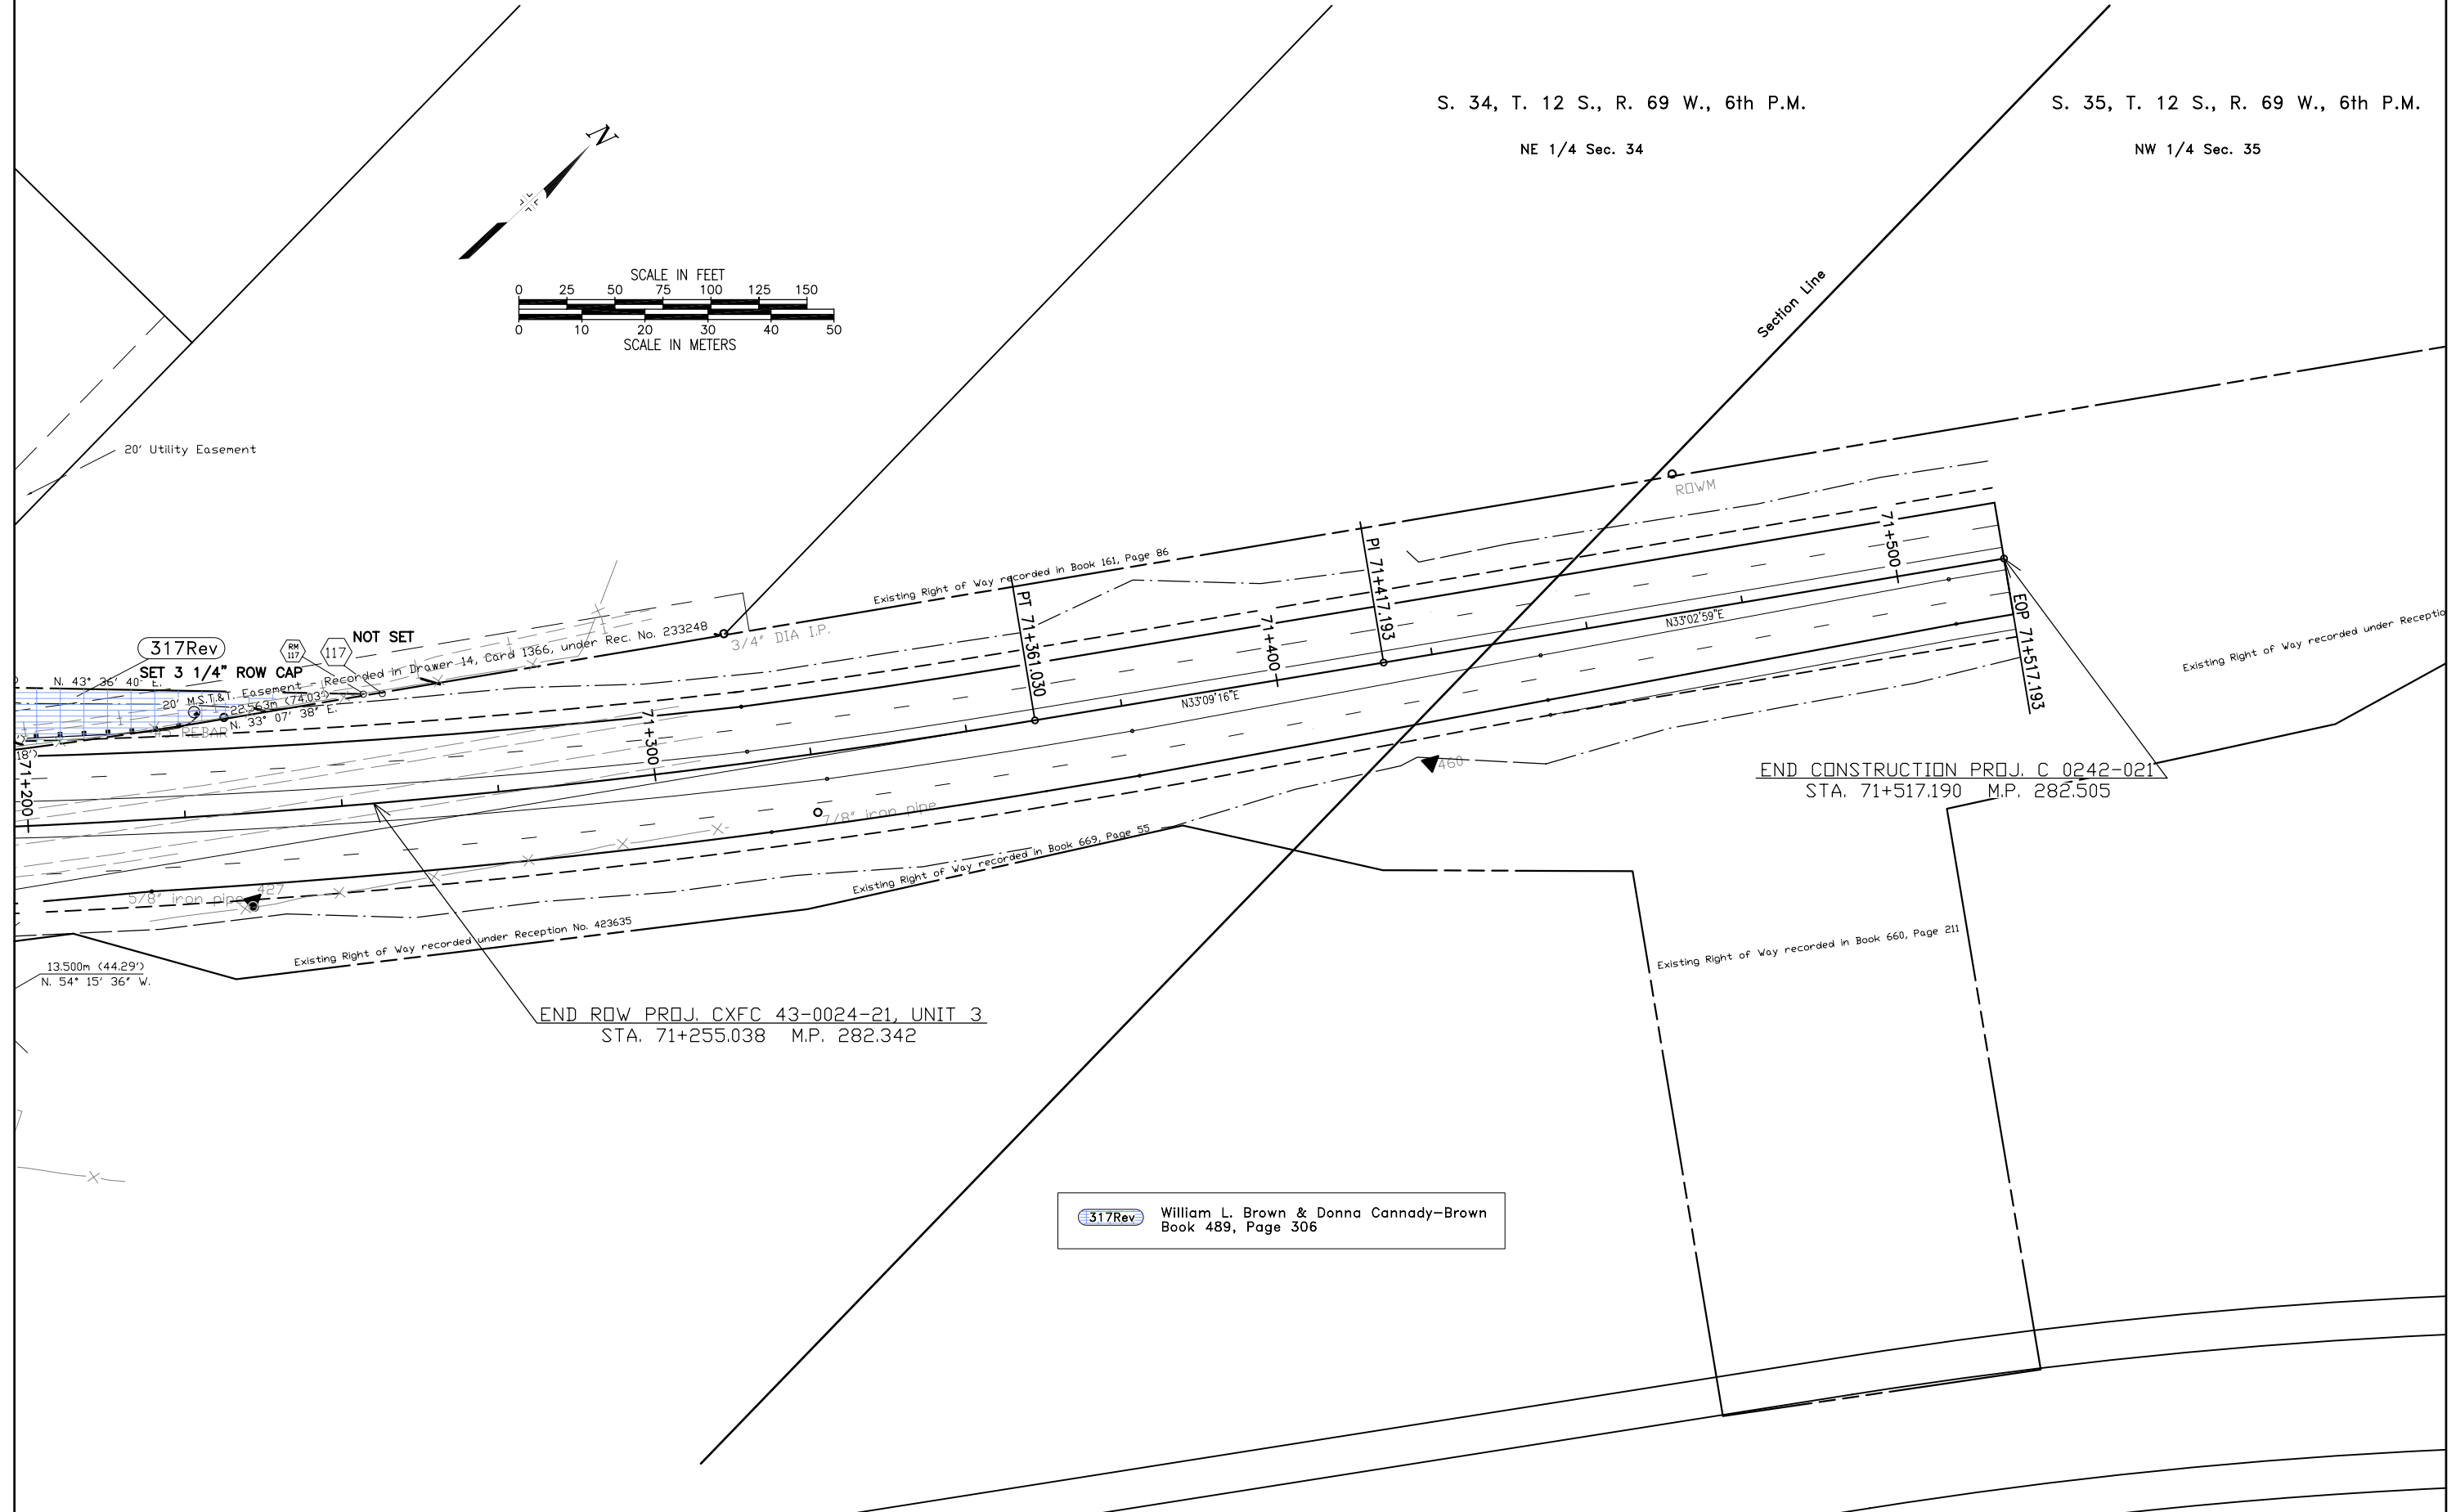 S. 34, T. 12 S., R. 69 W., 6th P.M.
NE 1/4 Sec. 34
S. 35, T. 12 S., R. 69 W., 6th P.M.
NW 1/4 Sec. 35
N
SCALE IN FEET
0 25 50 75 100 125 150
0 10 20 30 40 50
SCALE IN METERS
Section Line
20' Utility Easement
ROWM
Existing Right of Way recorded in Book 161, Page 86
PI 71+417.193
71+500
EOP 71+517.193
PT 71+361.030
71+400
N33°02'59"E
N33°09'16"E
3/4" DIA I.P.
317Rev
RM 117
117
NOT SET
SET 3 1/4" ROW CAP
N. 43° 36' 40" E.
20' M.S.T.&T. Easement - Recorded in Drawer 14, Card 1366, under Rec. No. 233248
22.563m (74.03')
N. 33° 07' 38" E.
REBAR
18')
71+200
71+300
Existing Right of Way recorded under Receptio
460
END CONSTRUCTION PROJ. C 0242-021
STA. 71+517.190 M.P. 282.505
7/8" iron pipe
Existing Right of Way recorded in Book 669, Page 55
5/8" iron pipe
427
Existing Right of Way recorded under Reception No. 423635
Existing Right of Way recorded in Book 660, Page 211
13.500m (44.29')
N. 54° 15' 36" W.
END ROW PROJ. CXFC 43-0024-21, UNIT 3
STA. 71+255.038 M.P. 282.342
317Rev
William L. Brown & Donna Cannady-Brown
Book 489, Page 306